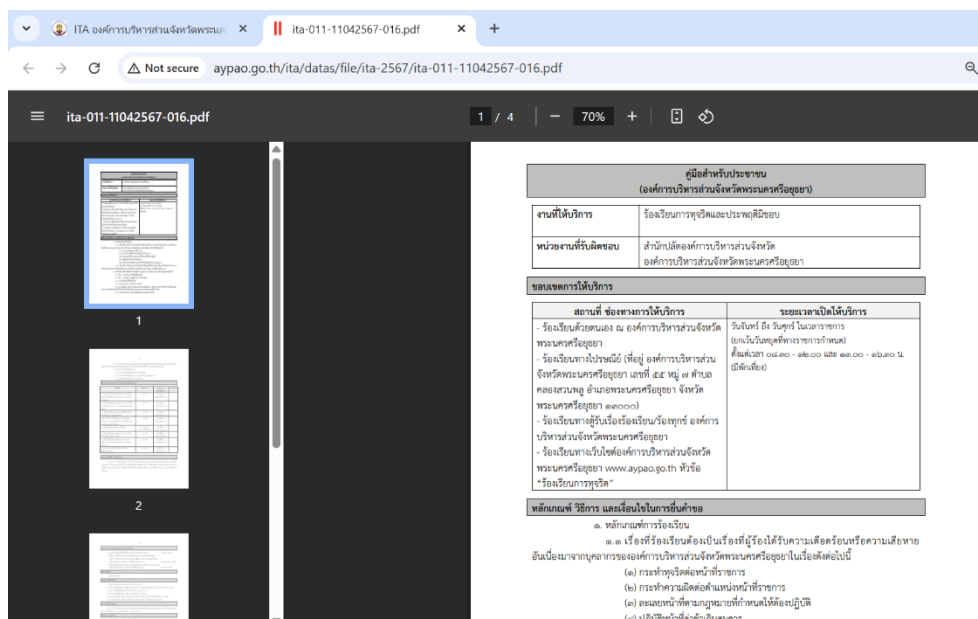 ITA องค์การบริหารส่วนจังหวัดพระนคร
ita-011-11042567-016.pdf
Not secure
aypao.go.th/ita/datas/file/ita-2567/ita-011-11042567-016.pdf
ita-011-11042567-016.pdf
1 / 4
70%
1
2
คู่มือสำหรับประชาชน
(องค์การบริหารส่วนจังหวัดพระนครศรีอยุธยา)
งานที่ให้บริการ ร้องเรียนการทุจริตและประพฤติมิชอบ
หน่วยงานที่รับผิดชอบ สำนักปลัดองค์การบริหารส่วนจังหวัด
องค์การบริหารส่วนจังหวัดพระนครศรีอยุธยา
ขอบเขตการให้บริการ
สถานที่ ช่องทางการให้บริการ
- ร้องเรียนด้วยตนเอง ณ องค์การบริหารส่วนจังหวัด
พระนครศรีอยุธยา
- ร้องเรียนทางไปรษณีย์ (ที่อยู่ องค์การบริหารส่วน
จังหวัดพระนครศรีอยุธยา เลขที่ ๕๕ หมู่ ๗ ตำบล
คลองสวนพลู อำเภอพระนครศรีอยุธยา จังหวัด
พระนครศรีอยุธยา ๑๓๐๐๐)
- ร้องเรียนทางตู้รับเรื่องร้องเรียน/ร้องทุกข์ องค์การ
บริหารส่วนจังหวัดพระนครศรีอยุธยา
- ร้องเรียนทางเว็บไซต์องค์การบริหารส่วนจังหวัด
พระนครศรีอยุธยา www.aypao.go.th หัวข้อ
“ร้องเรียนการทุจริต”
ระยะเวลาเปิดให้บริการ
วันจันทร์ ถึง วันศุกร์ ในเวลาราชการ
(ยกเว้นวันหยุดที่ทางราชการกำหนด)
ตั้งแต่เวลา ๐๘.๓๐ - ๑๒.๐๐ และ ๑๓.๐๐ - ๑๖.๓๐ น.
(มีพักเที่ยง)
หลักเกณฑ์ วิธีการ และเงื่อนไขในการยื่นคำขอ
๑. หลักเกณฑ์การร้องเรียน
๑.๑ เรื่องที่ร้องเรียนต้องเป็นเรื่องที่ผู้ร้องได้รับความเดือดร้อนหรือความเสียหาย
อันเนื่องมาจากบุคลากรขององค์การบริหารส่วนจังหวัดพระนครศรีอยุธยาในเรื่องดังต่อไปนี้
(๑) กระทำทุจริตต่อหน้าที่ราชการ
(๒) กระทำความผิดต่อตำแหน่งหน้าที่ราชการ
(๓) ละเลยหน้าที่ตามกฎหมายที่กำหนดให้ต้องปฏิบัติ